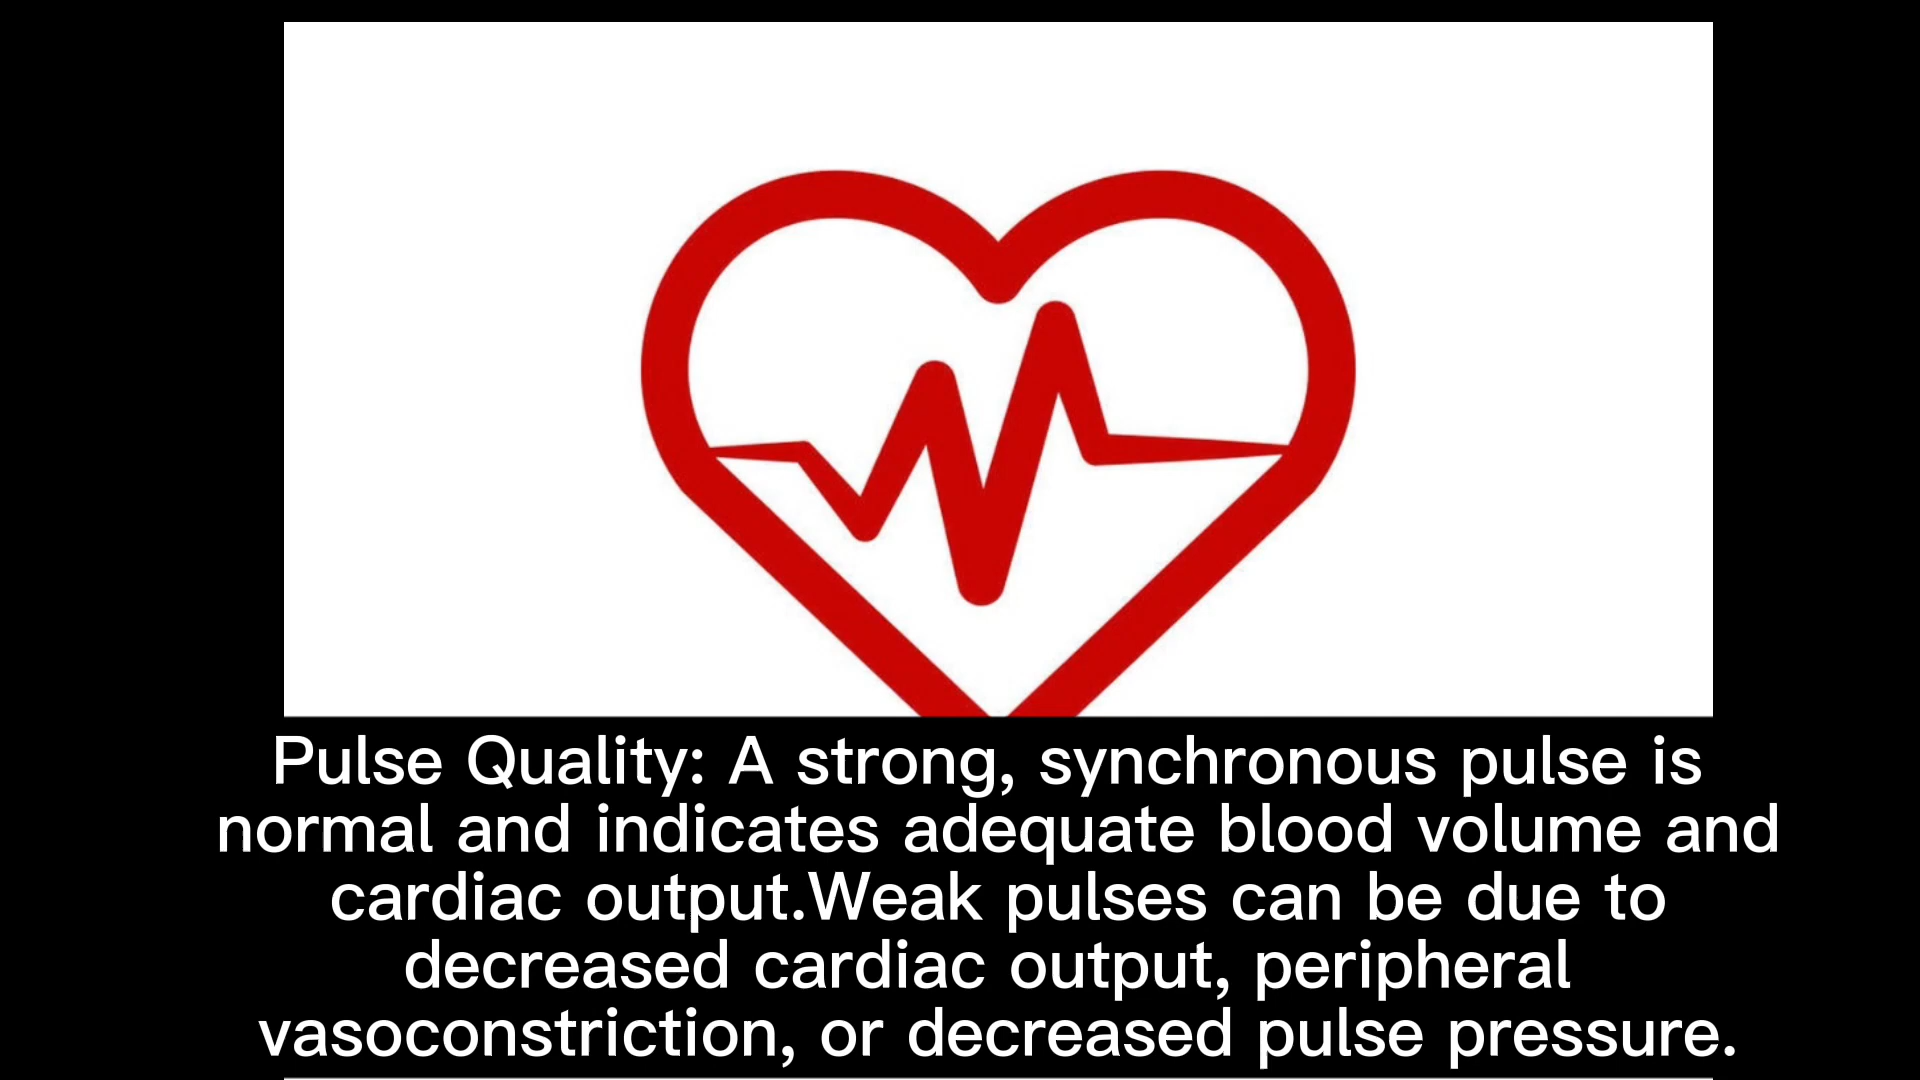 Pulse Quality: A strong, synchronous pulse is
normal and indicates adequate blood volume and
cardiac output.Weak pulses can be due to
decreased cardiac output, peripheral
vasoconstriction, or decreased pulse pressure.